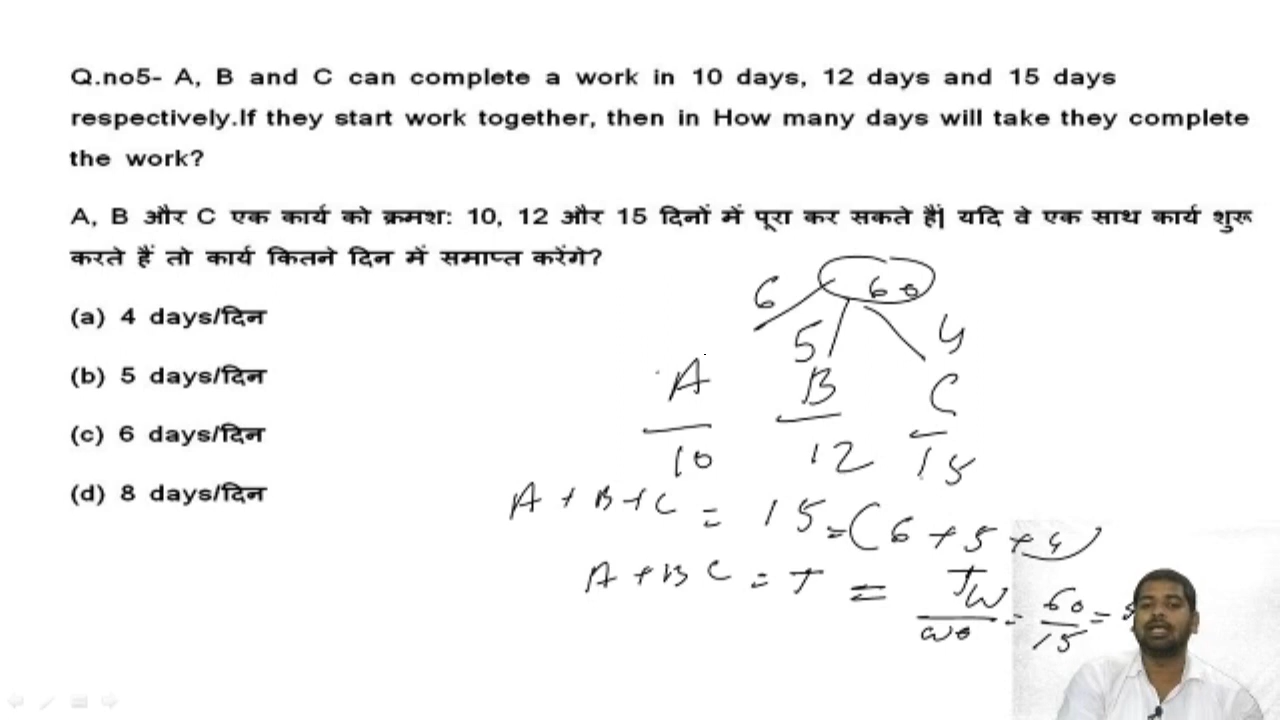 Q.no5- A, B and C can complete a work in 10 days, 12 days and 15 days
respectively.If they start work together, then in How many days will take they complete
the work?
A, B और C एक कार्य को क्रमश: 10, 12 और 15 दिनों में पूरा कर सकते हैं| यदि वे एक साथ कार्य शुरू
करते हैं तो कार्य कितने दिन में समाप्त करेंगे?
(a) 4 days/दिन
(b) 5 days/दिन
(c) 6 days/दिन
(d) 8 days/दिन
6 60
5 4
A B C
10 12 15
A + B + C = 15 = (6 + 5 + 4)
A + B C = T = TW = 60 =
15